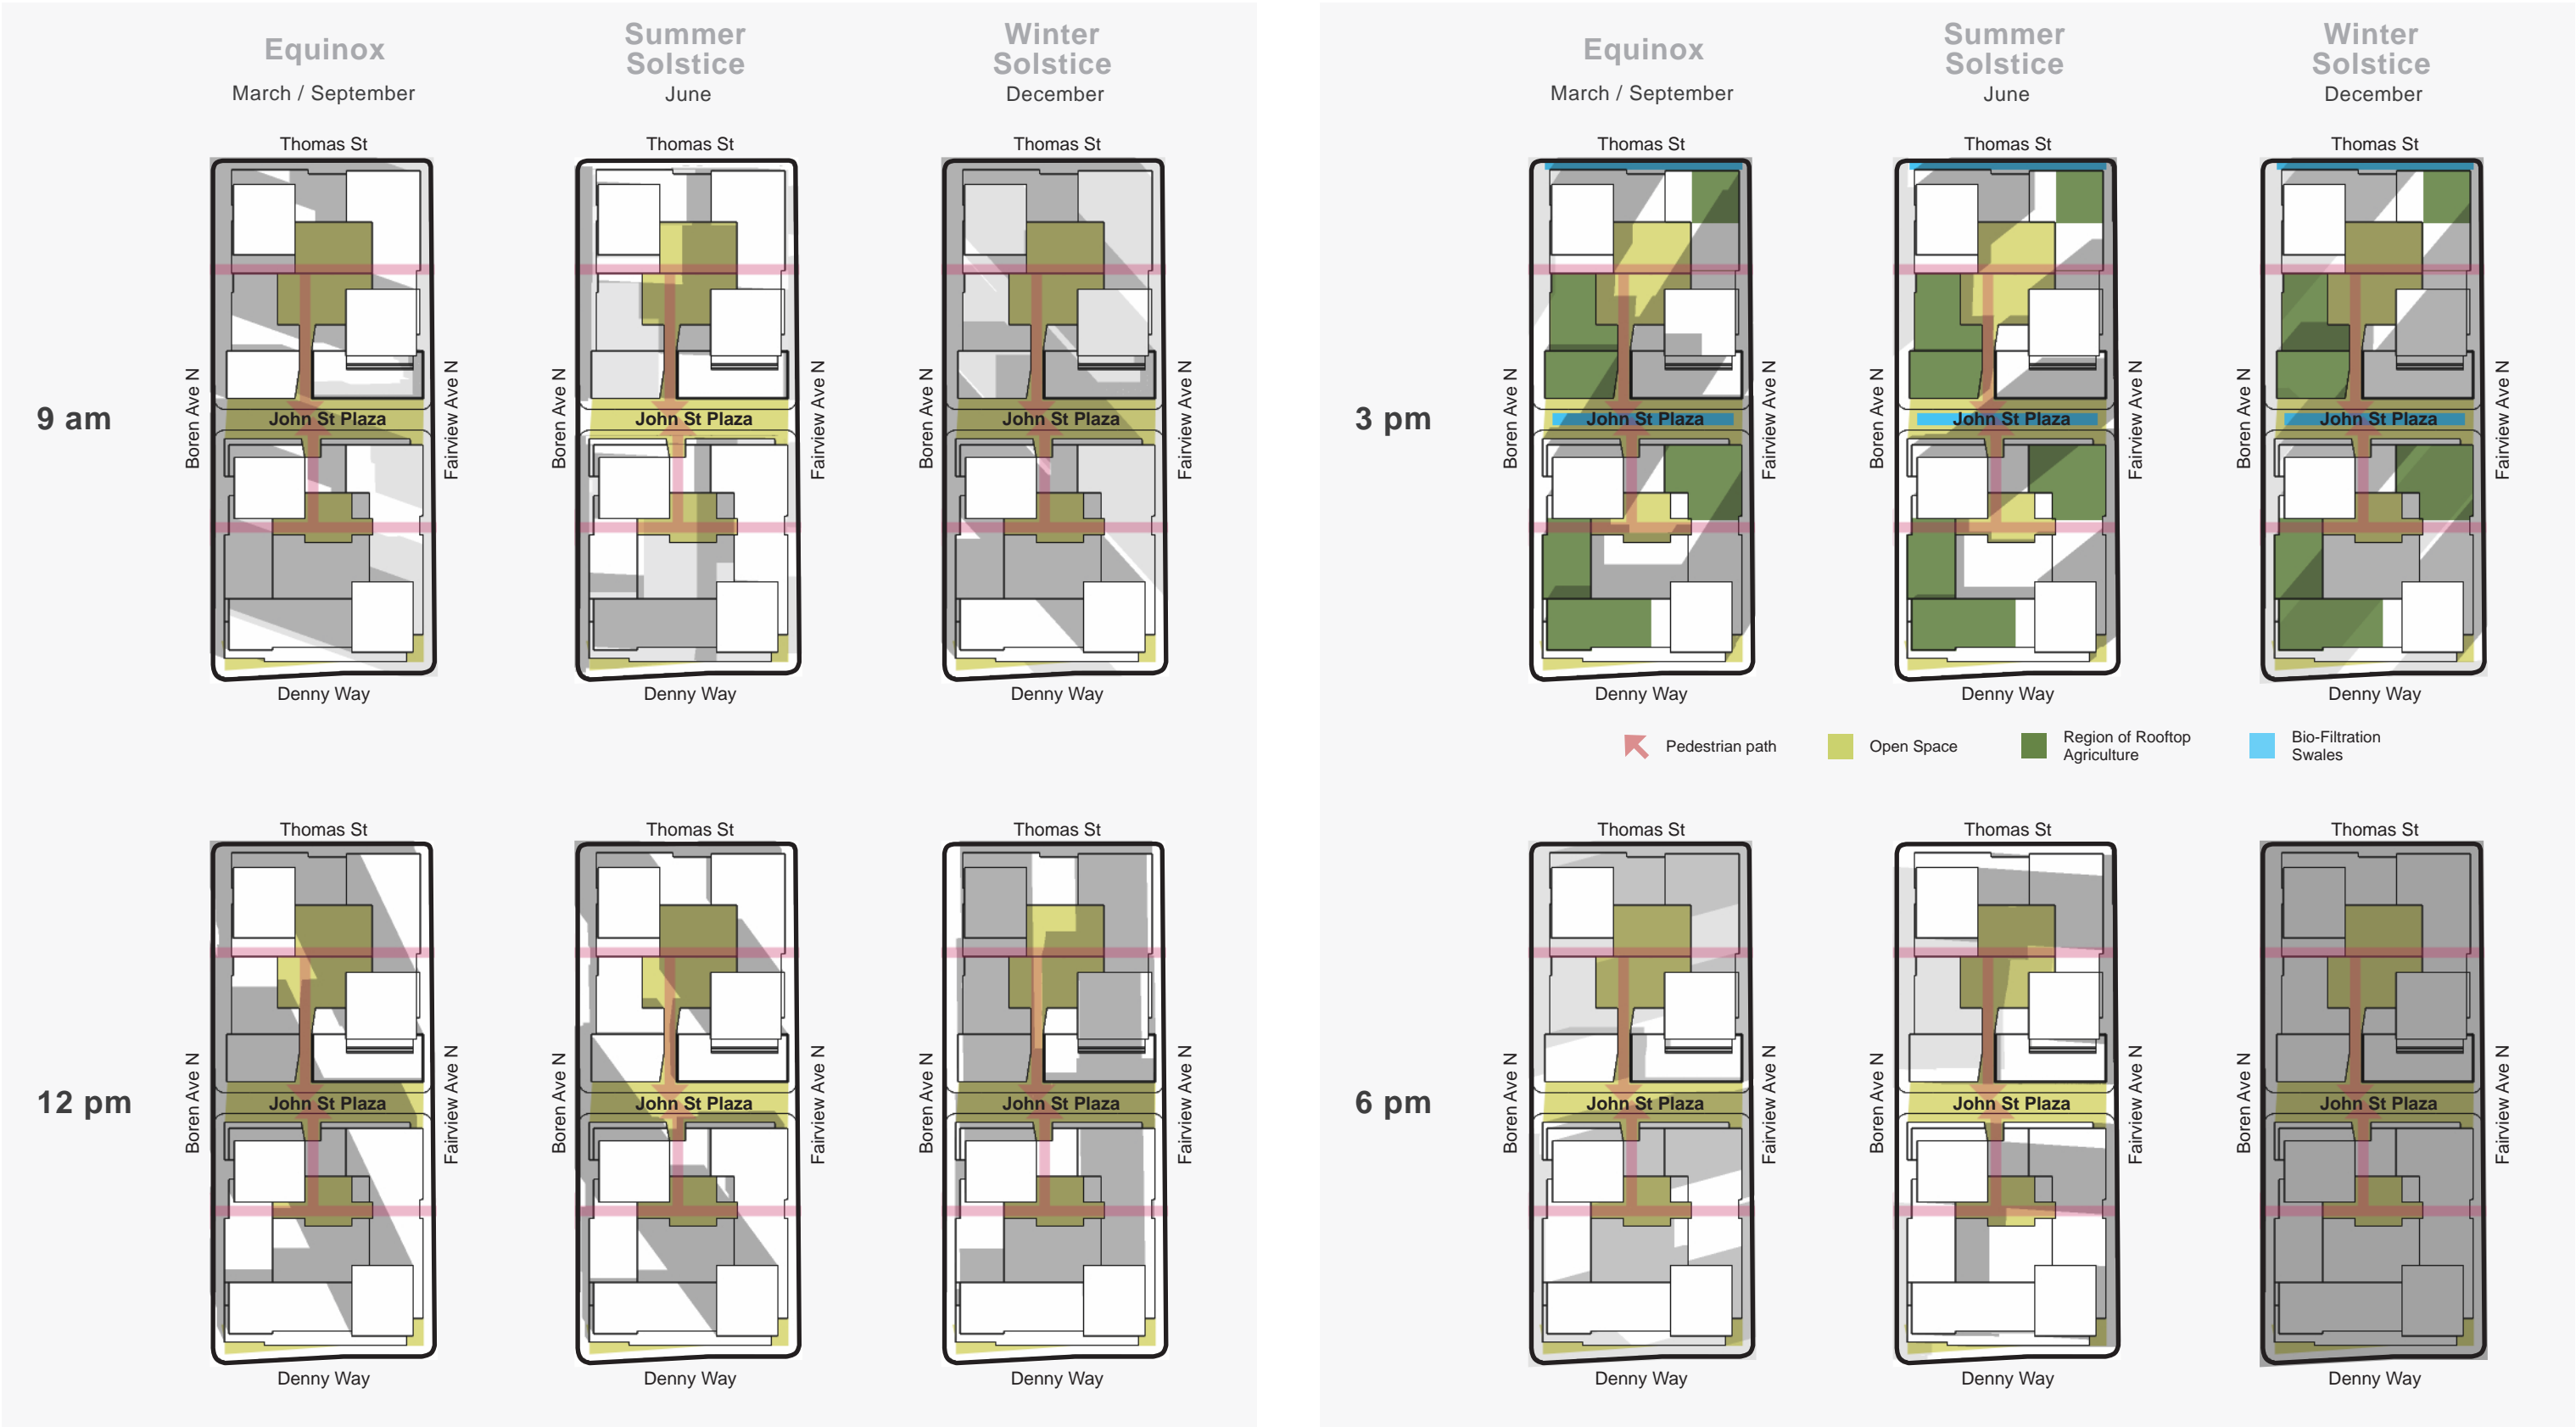 Equinox
March / September
Summer
Solstice
June
Winter
Solstice
December
9 am
Thomas St
Boren Ave N
John St Plaza
Fairview Ave N
Denny Way
Thomas St
Boren Ave N
John St Plaza
Fairview Ave N
Denny Way
Thomas St
Boren Ave N
John St Plaza
Fairview Ave N
Denny Way
12 pm
Thomas St
Boren Ave N
John St Plaza
Fairview Ave N
Denny Way
Thomas St
Boren Ave N
John St Plaza
Fairview Ave N
Denny Way
Thomas St
Boren Ave N
John St Plaza
Fairview Ave N
Denny Way
Equinox
March / September
Summer
Solstice
June
Winter
Solstice
December
3 pm
Thomas St
Boren Ave N
John St Plaza
Fairview Ave N
Denny Way
Thomas St
Boren Ave N
John St Plaza
Fairview Ave N
Denny Way
Thomas St
Boren Ave N
John St Plaza
Fairview Ave N
Denny Way
Pedestrian path
Open Space
Region of Rooftop
Agriculture
Bio-Filtration
Swales
6 pm
Thomas St
Boren Ave N
John St Plaza
Fairview Ave N
Denny Way
Thomas St
Boren Ave N
John St Plaza
Fairview Ave N
Denny Way
Thomas St
Boren Ave N
John St Plaza
Fairview Ave N
Denny Way